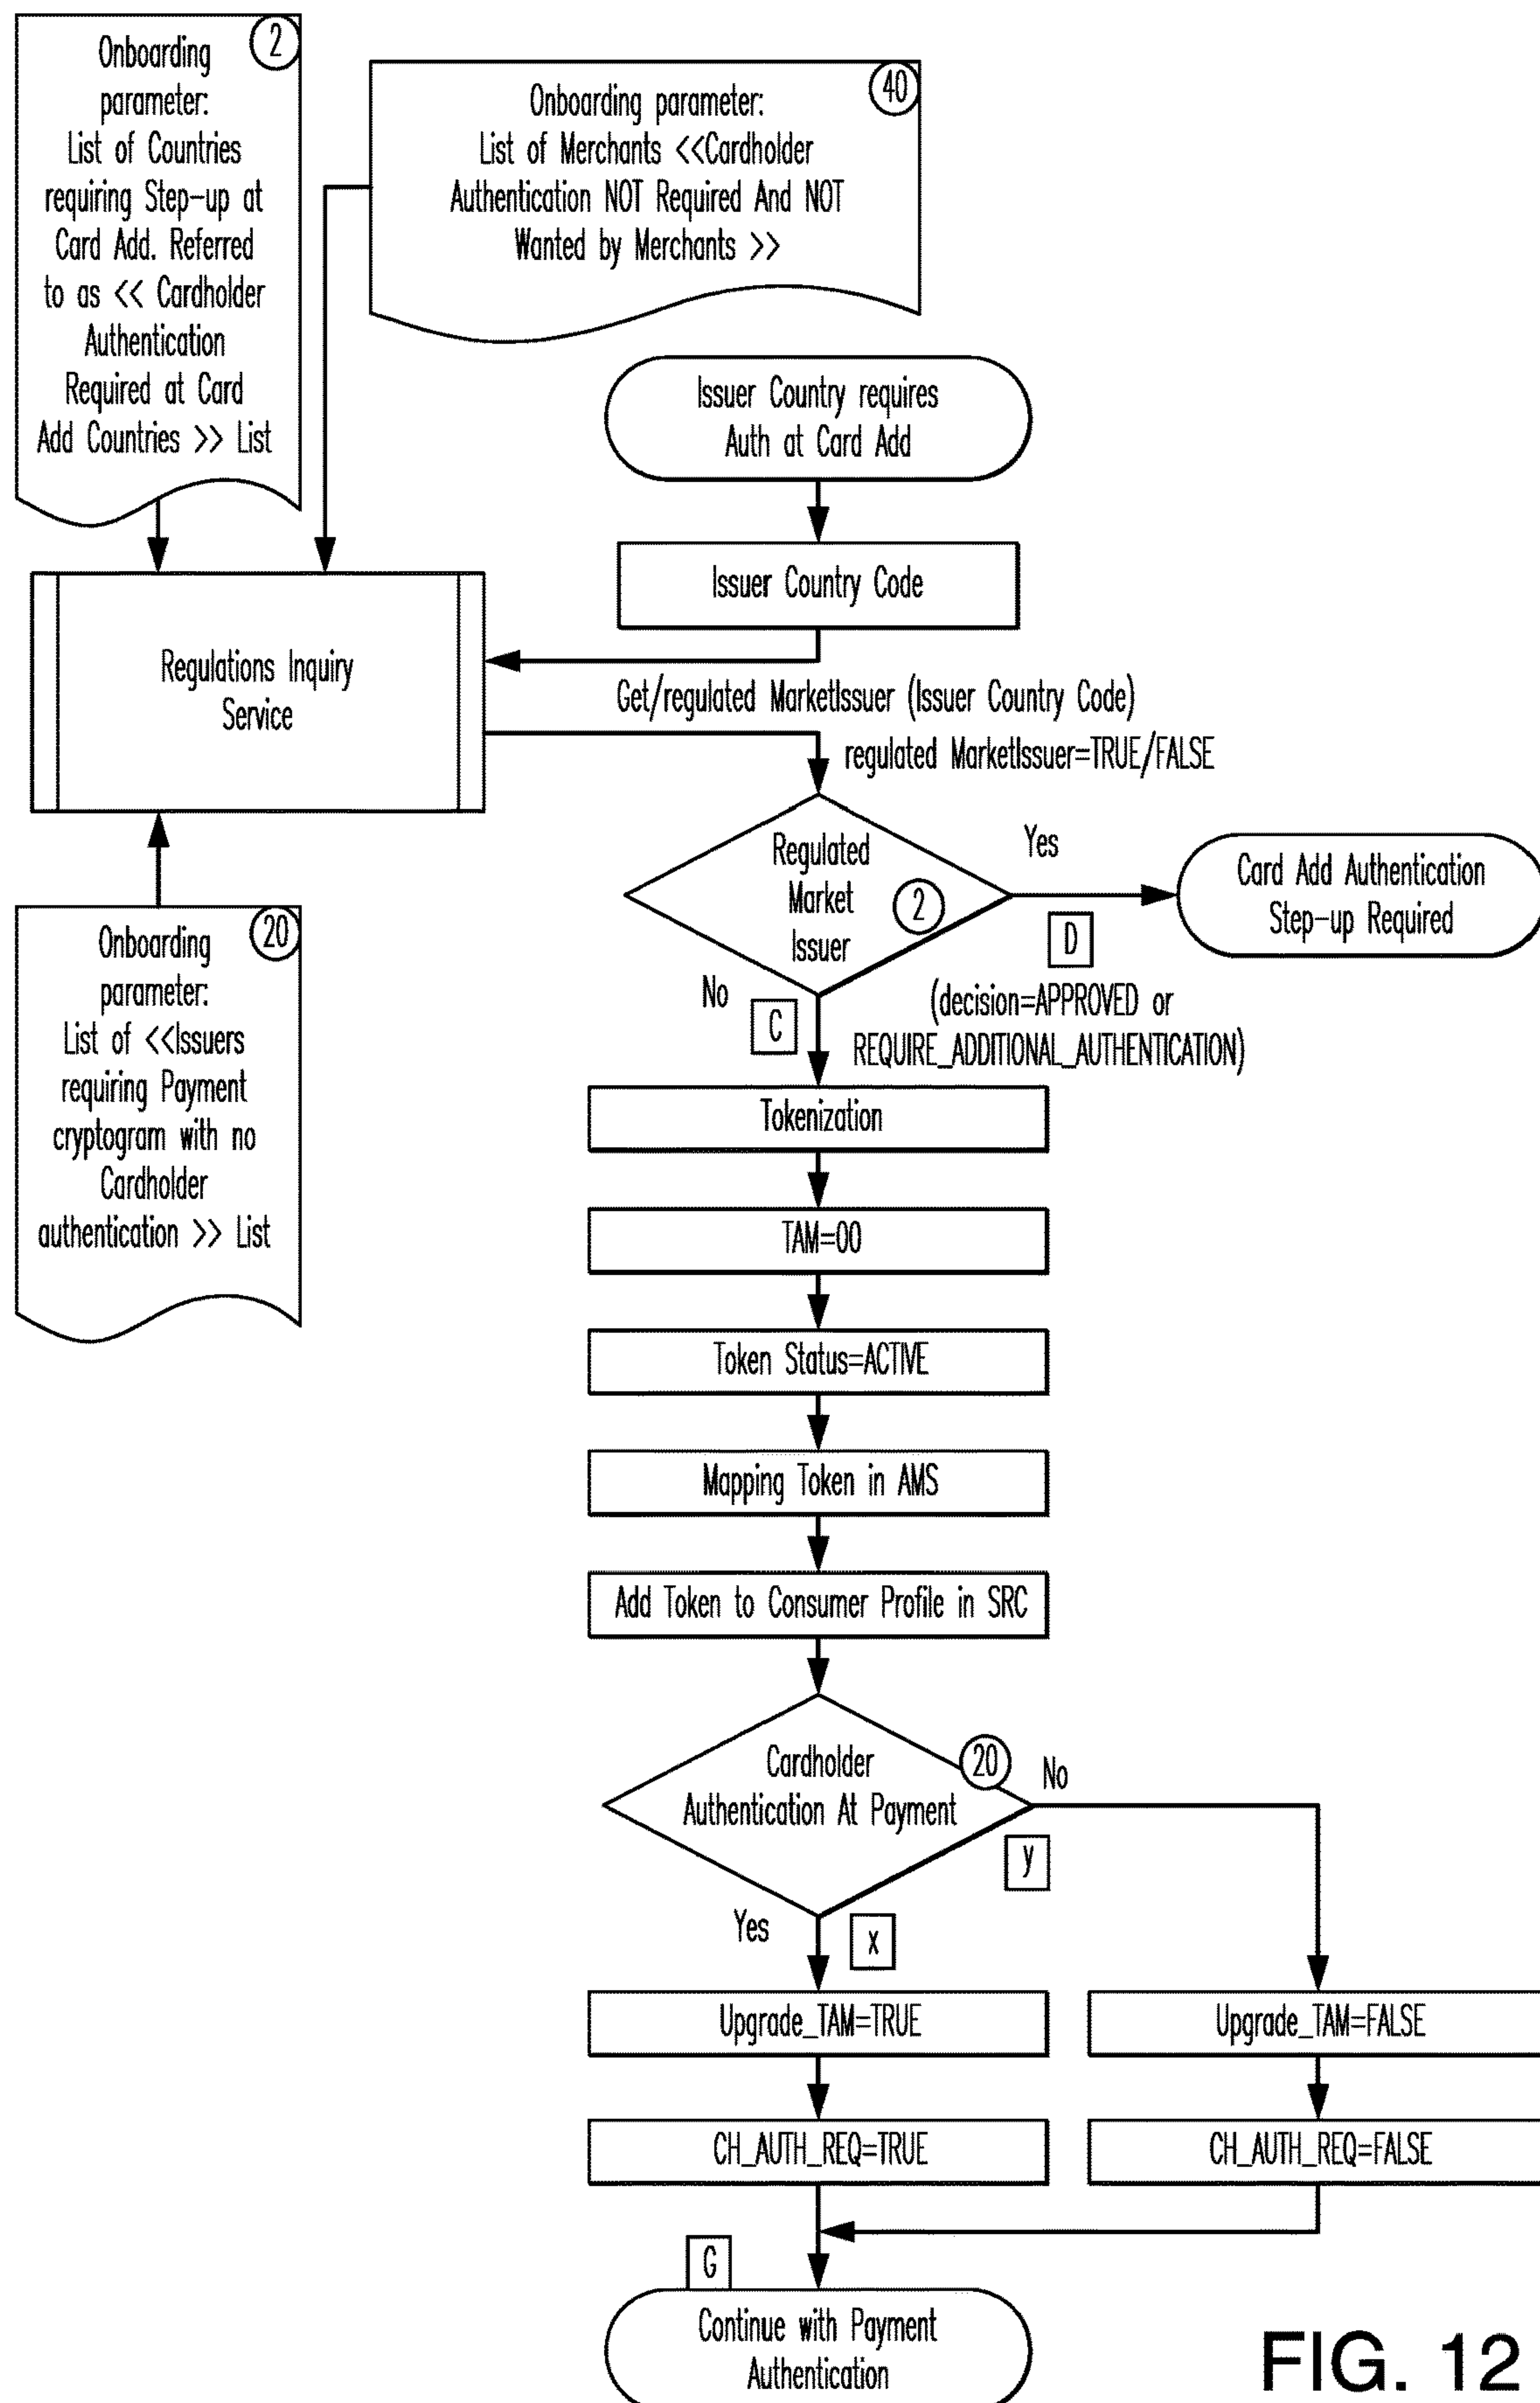 2
Onboarding
parameter:
List of Countries
requiring Step-up at
Card Add. Referred
to as << Cardholder
Authentication
Required at Card
Add Countries >> List
40
Onboarding parameter:
List of Merchants <<Cardholder
Authentication NOT Required And NOT
Wanted by Merchants >>
Issuer Country requires
Auth at Card Add
Issuer Country Code
Regulations Inquiry
Service
Get/regulated MarketIssuer (Issuer Country Code)
regulated MarketIssuer=TRUE/FALSE
Regulated
Market
Issuer
2
Yes
D
Card Add Authentication
Step-up Required
(decision=APPROVED or
REQUIRE_ADDITIONAL_AUTHENTICATION)
No
C
20
Onboarding
parameter:
List of <<Issuers
requiring Payment
cryptogram with no
Cardholder
authentication >> List
Tokenization
TAM=00
Token Status=ACTIVE
Mapping Token in AMS
Add Token to Consumer Profile in SRC
Cardholder
Authentication At Payment
20
No
y
Yes
x
Upgrade_TAM=TRUE
Upgrade_TAM=FALSE
CH_AUTH_REQ=TRUE
CH_AUTH_REQ=FALSE
G
Continue with Payment
Authentication
FIG. 12